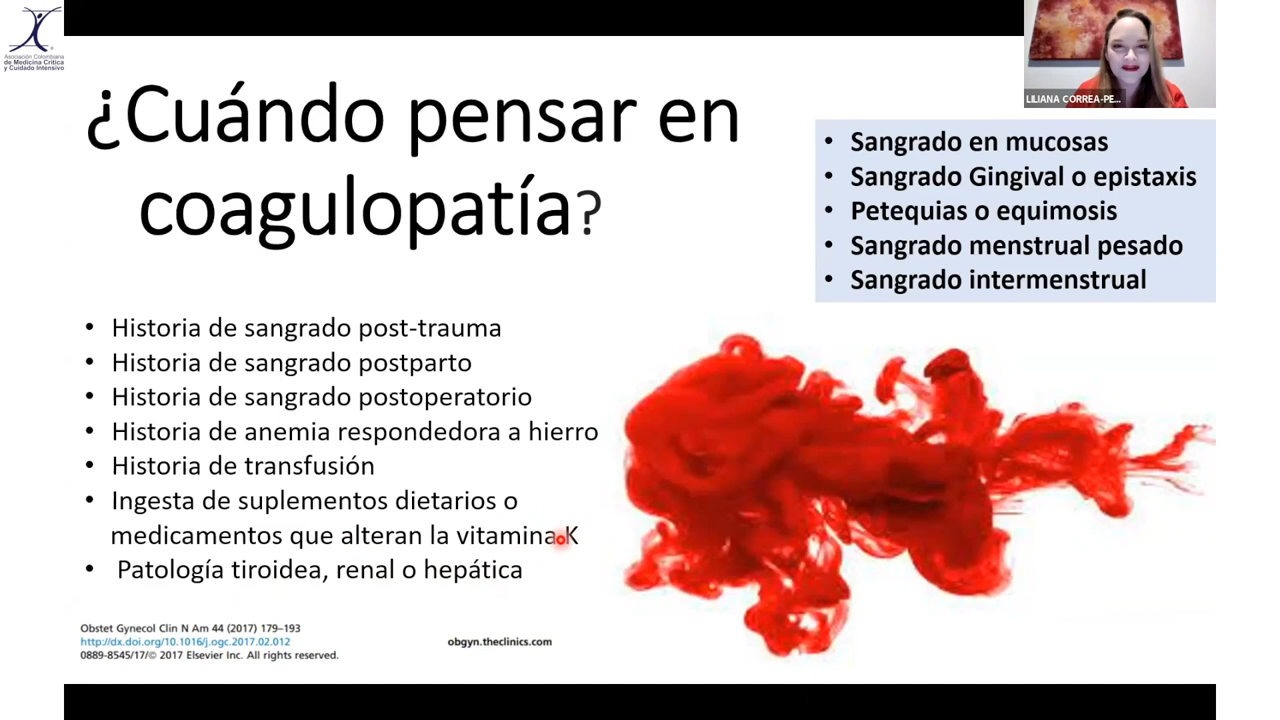 Asociación Colombiana
de Medicina Crítica
y Cuidado Intensivo
LILIANA CORREA-PE...
¿Cuándo pensar en
coagulopatía?
• Sangrado en mucosas
• Sangrado Gingival o epistaxis
• Petequias o equimosis
• Sangrado menstrual pesado
• Sangrado intermenstrual
• Historia de sangrado post-trauma
• Historia de sangrado postparto
• Historia de sangrado postoperatorio
• Historia de anemia respondedora a hierro
• Historia de transfusión
• Ingesta de suplementos dietarios o
medicamentos que alteran la vitamina K
• Patología tiroidea, renal o hepática
Obstet Gynecol Clin N Am 44 (2017) 179–193
http://dx.doi.org/10.1016/j.ogc.2017.02.012
obgyn.theclinics.com
0889-8545/17/© 2017 Elsevier Inc. All rights reserved.